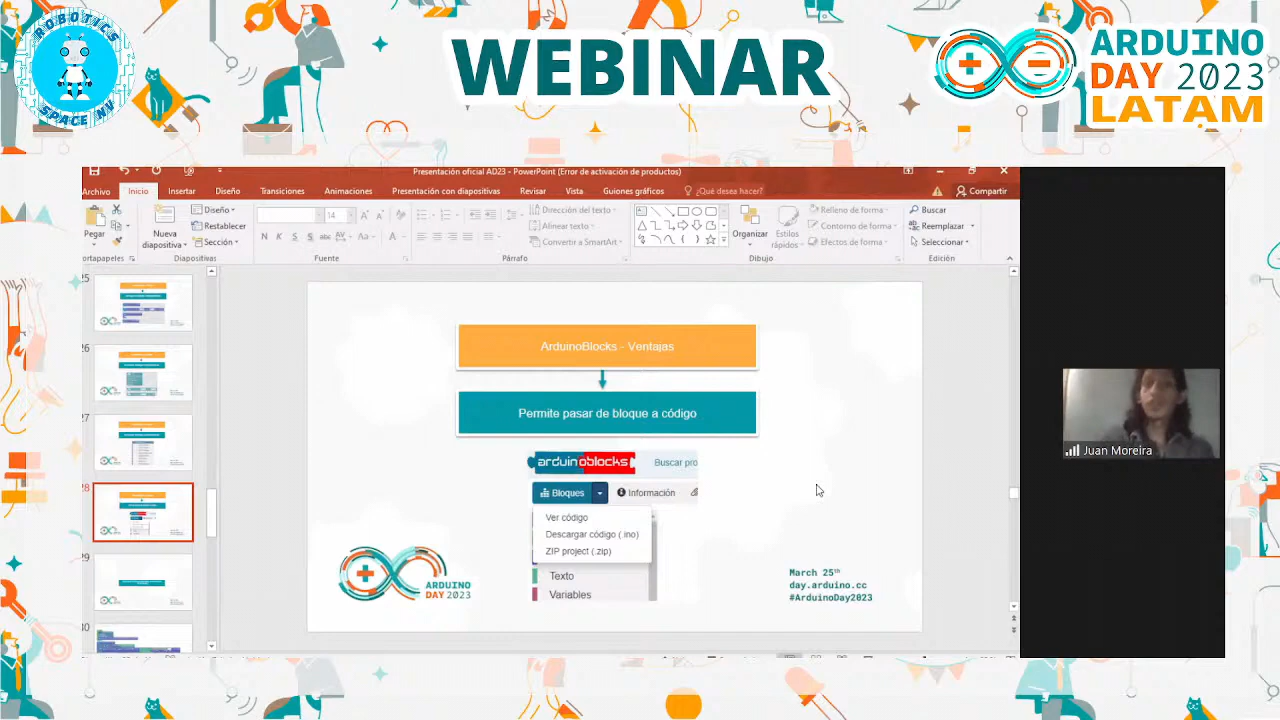 ROBOTICS
SPACE NV
WEBINAR
ARDUINO
DAY 2023
LATAM
Presentación oficial AD23 - PowerPoint (Error de activación de productos)
Archivo
Inicio
Insertar
Diseño
Transiciones
Animaciones
Presentación con diapositivas
Revisar
Vista
Guiones gráficos
¿Qué desea hacer?
Compartir
Pegar
Nueva
diapositiva
Diseño
Restablecer
Sección
14
N K S S abc AV Aa A
Dirección del texto
Alinear texto
Convertir a SmartArt
Organizar
Estilos
rápidos
Relleno de forma
Contorno de forma
Efectos de forma
Buscar
Reemplazar
Seleccionar
ortapapeles
Diapositivas
Fuente
Párrafo
Dibujo
Edición
25
26
27
28
29
30
ArduinoBlocks - Ventajas
Permite pasar de bloque a código
arduinoblocks
Buscar pro
Bloques
Información
Ver código
Descargar código (.ino)
ZIP project (.zip)
Texto
Variables
ARDUINO
DAY 2023
March 25th
day.arduino.cc
#ArduinoDay2023
Juan Moreira